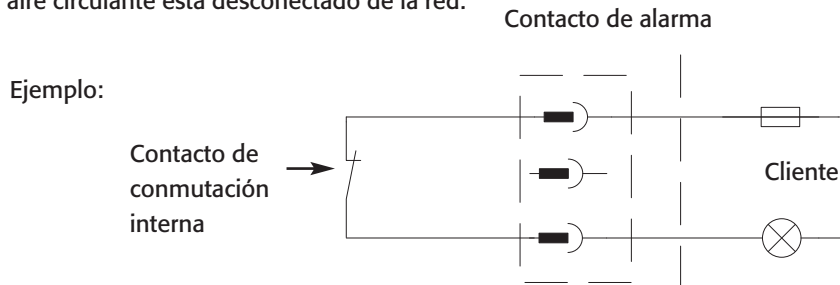 aire circulante está desconectado de la red.
Contacto de alarma
Ejemplo:
Contacto de
conmutación
interna
Cliente